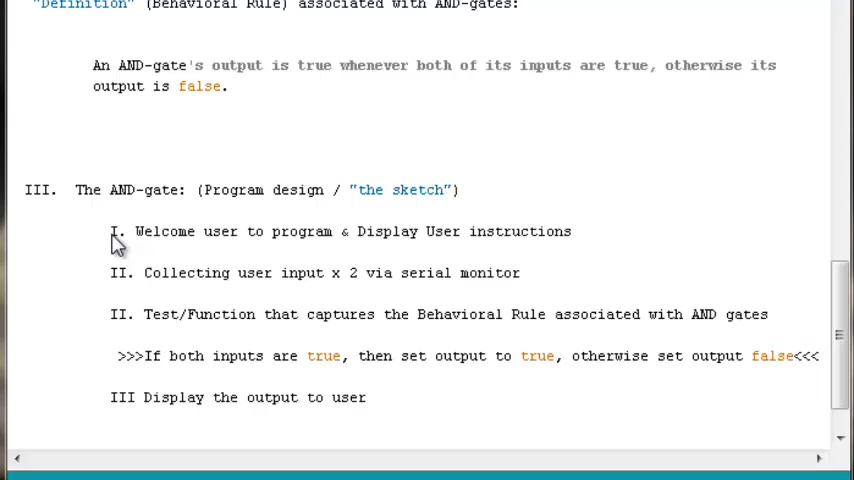 "Definition" (Behavioral Rule) associated with AND-gates:
An AND-gate's output is true whenever both of its inputs are true, otherwise its
output is false.
III. The AND-gate: (Program design / "the sketch")
I. Welcome user to program & Display User instructions
II. Collecting user input x 2 via serial monitor
II. Test/Function that captures the Behavioral Rule associated with AND gates
>>>If both inputs are true, then set output to true, otherwise set output false<<<
III Display the output to user